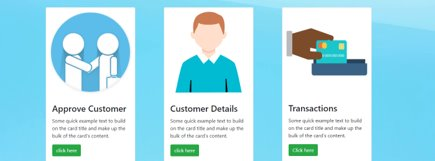 Approve Customer
Some quick example text to build
on the card title and make up the
bulk of the card's content.
click here
Customer Details
Some quick example text to build
on the card title and make up the
bulk of the card's content.
click here
Transactions
Some quick example text to build
on the card title and make up the
bulk of the card's content.
Click here